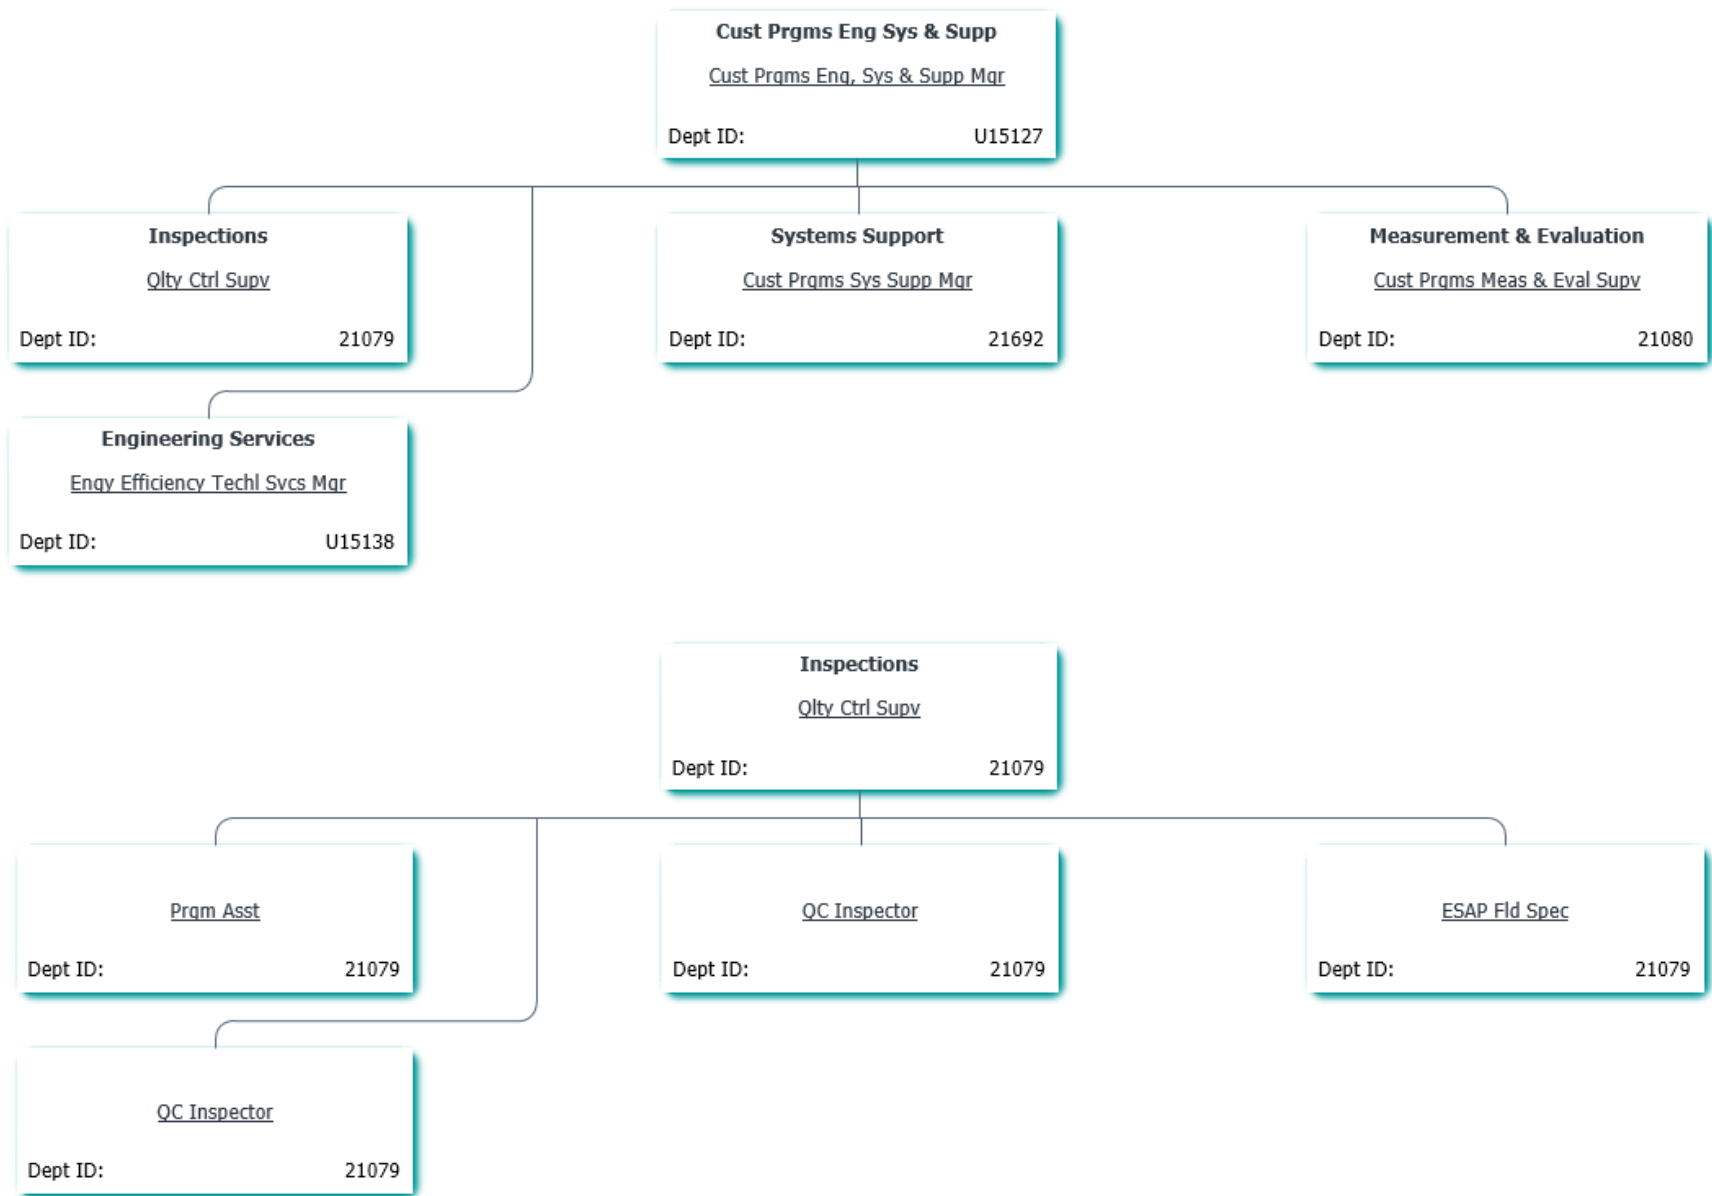 Cust Prgms Eng Sys & Supp
Cust Prgms Eng, Sys & Supp Mgr
Dept ID: U15127
Inspections
Qlty Ctrl Supv
Dept ID: 21079
Systems Support
Cust Prgms Sys Supp Mgr
Dept ID: 21692
Measurement & Evaluation
Cust Prgms Meas & Eval Supv
Dept ID: 21080
Engineering Services
Engy Efficiency Techl Svcs Mgr
Dept ID: U15138
Inspections
Qlty Ctrl Supv
Dept ID: 21079
Prgm Asst
Dept ID: 21079
QC Inspector
Dept ID: 21079
ESAP Fld Spec
Dept ID: 21079
QC Inspector
Dept ID: 21079